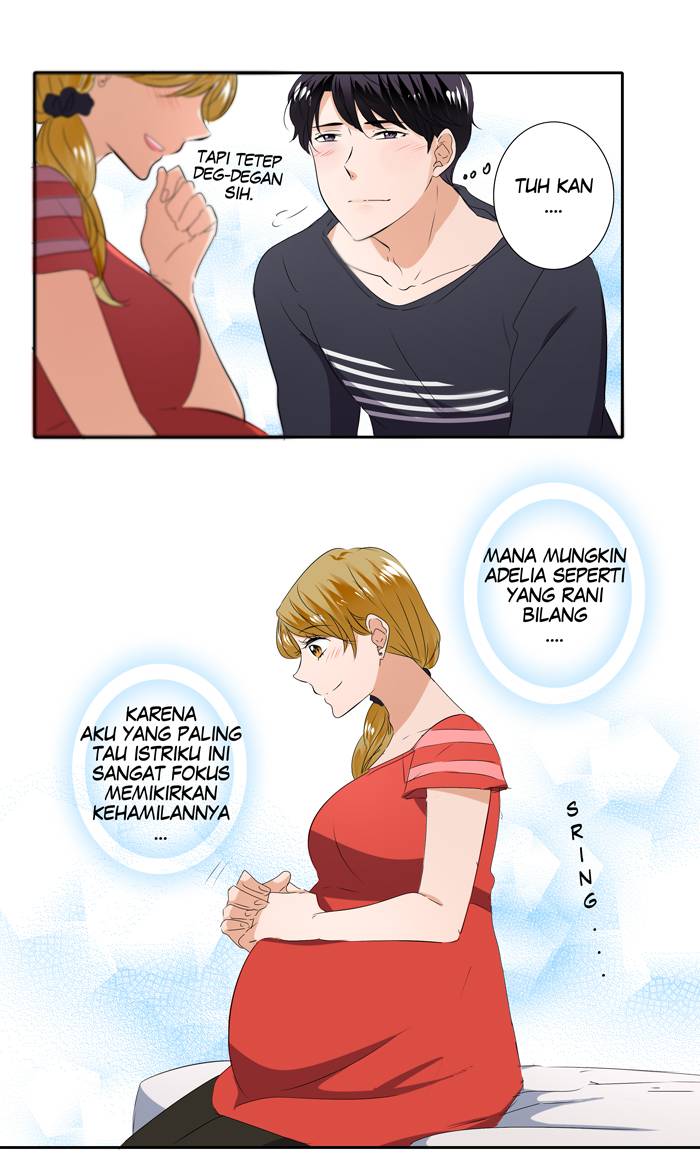 TAPI TETEP
DEG-DEGAN
SIH.
TUH KAN
....
MANA MUNGKIN
ADELIA SEPERTI
YANG RANI
BILANG
....
KARENA
AKU YANG PALING
TAU ISTRIKU INI
SANGAT FOKUS
MEMIKIRKAN
KEHAMILANNYA
...
SRING...